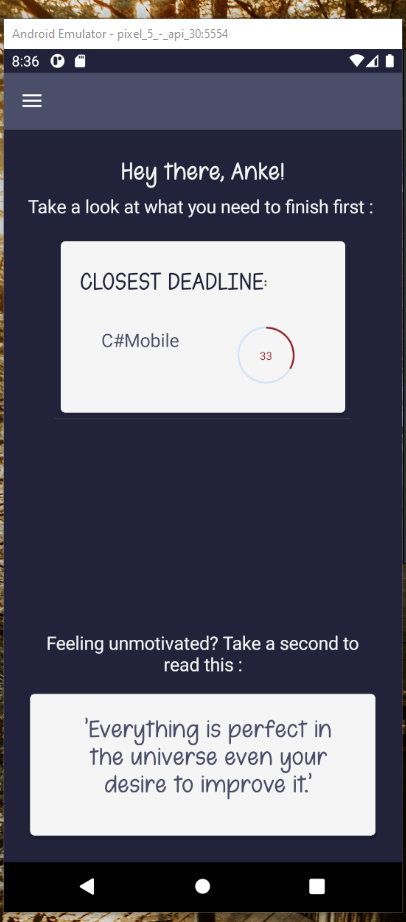 Android Emulator - pixel_5_-_api_30:5554
8:36
Hey there, Anke!
Take a look at what you need to finish first :
CLOSEST DEADLINE:
C#Mobile
33
Feeling unmotivated? Take a second to
read this :
'Everything is perfect in
the universe even your
desire to improve it.'